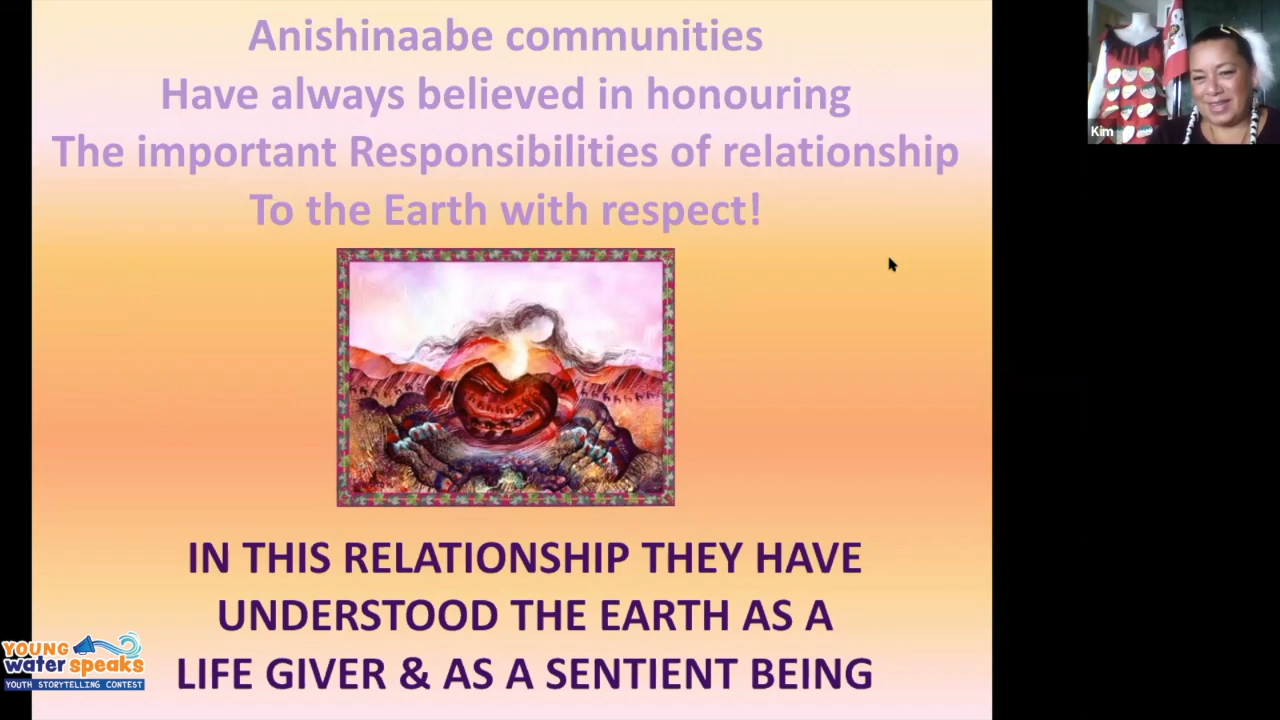 Anishinaabe communities
Have always believed in honouring
The important Responsibilities of relationship
To the Earth with respect!
Kim
IN THIS RELATIONSHIP THEY HAVE
UNDERSTOOD THE EARTH AS A
LIFE GIVER & AS A SENTIENT BEING
YOUNG
water speaks
YOUTH STORYTELLING CONTEST